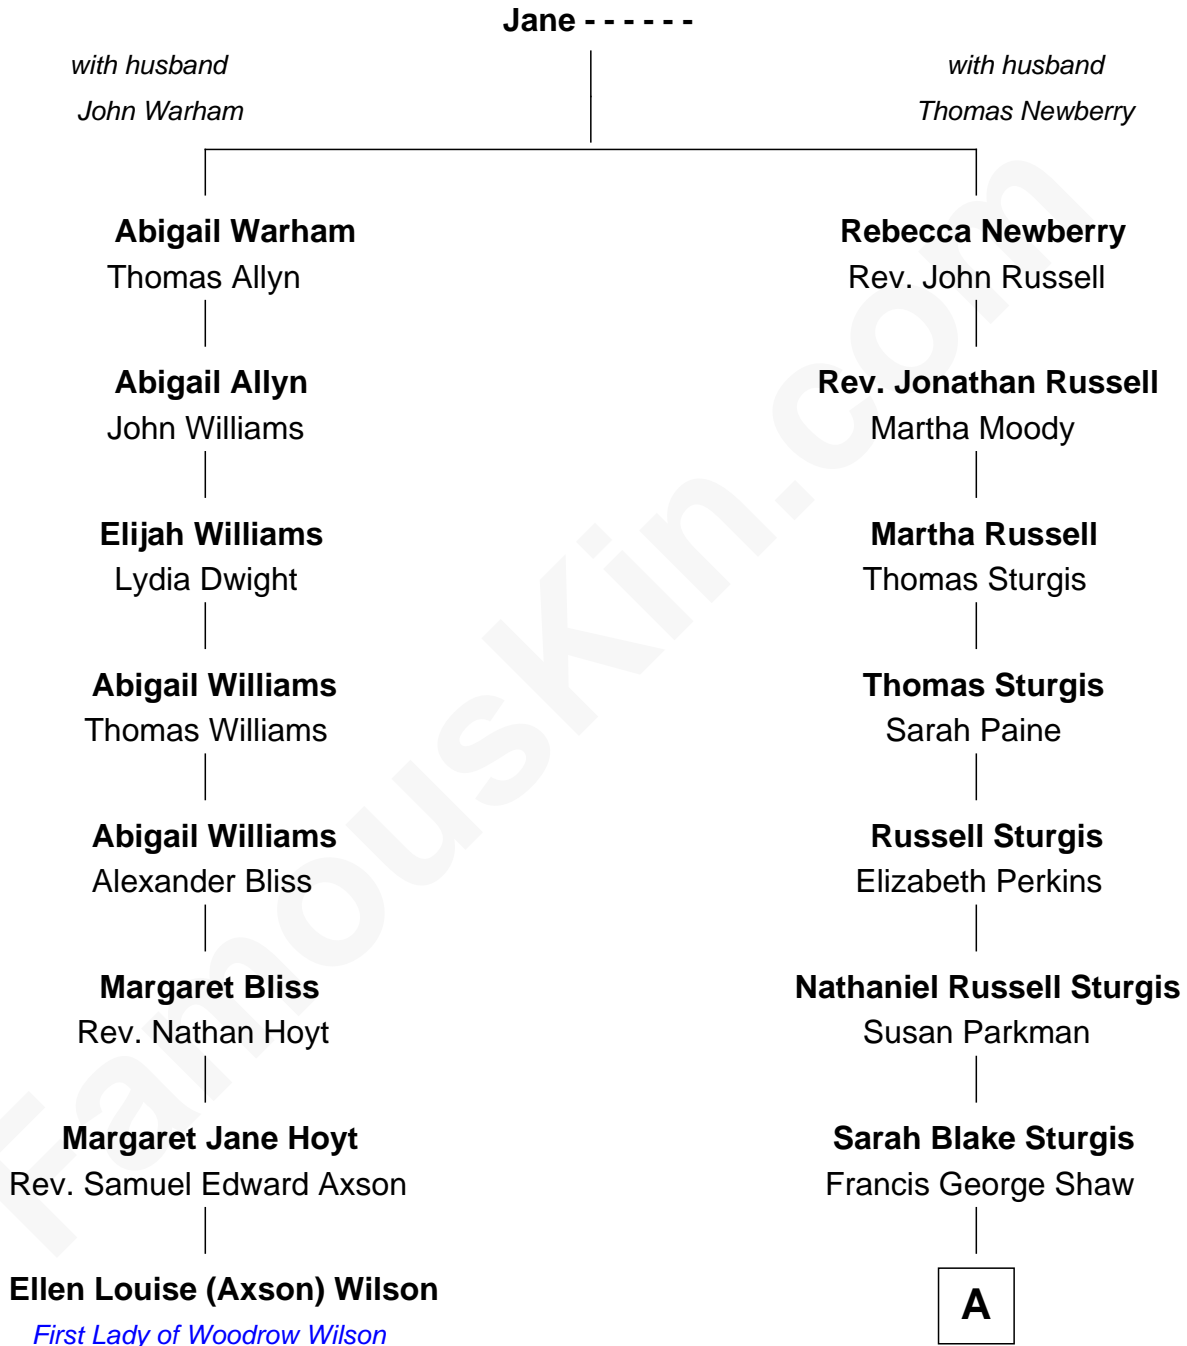 Jane - - - - - -
with husband
John Warham
with husband
Thomas Newberry
Abigail Warham
Thomas Allyn
Rebecca Newberry
Rev. John Russell
Abigail Allyn
John Williams
Rev. Jonathan Russell
Martha Moody
Elijah Williams
Lydia Dwight
Martha Russell
Thomas Sturgis
Abigail Williams
Thomas Williams
Thomas Sturgis
Sarah Paine
Abigail Williams
Alexander Bliss
Russell Sturgis
Elizabeth Perkins
Margaret Bliss
Rev. Nathan Hoyt
Nathaniel Russell Sturgis
Susan Parkman
Margaret Jane Hoyt
Rev. Samuel Edward Axson
Sarah Blake Sturgis
Francis George Shaw
Ellen Louise (Axson) Wilson
First Lady of Woodrow Wilson
A
FamousKin.com